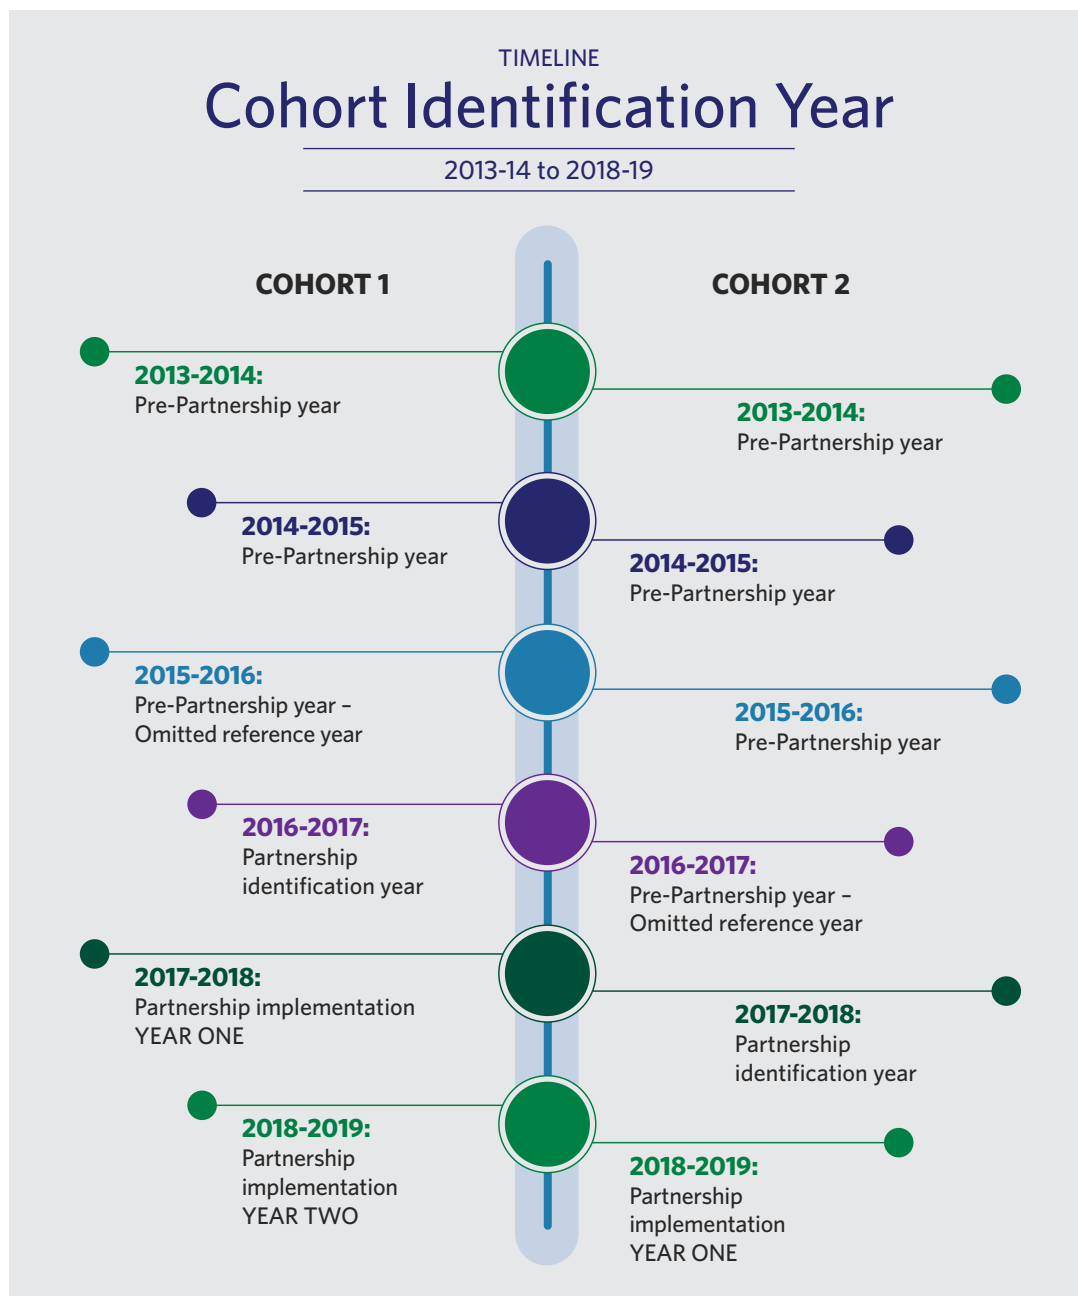 TIMELINE
Cohort Identification Year
2013-14 to 2018-19
COHORT 1
COHORT 2
2013-2014:
Pre-Partnership year
2013-2014:
Pre-Partnership year
2014-2015:
Pre-Partnership year
2014-2015:
Pre-Partnership year
2015-2016:
Pre-Partnership year –
Omitted reference year
2015-2016:
Pre-Partnership year
2016-2017:
Partnership
identification year
2016-2017:
Pre-Partnership year –
Omitted reference year
2017-2018:
Partnership implementation
YEAR ONE
2017-2018:
Partnership
identification year
2018-2019:
Partnership
implementation
YEAR TWO
2018-2019:
Partnership
implementation
YEAR ONE